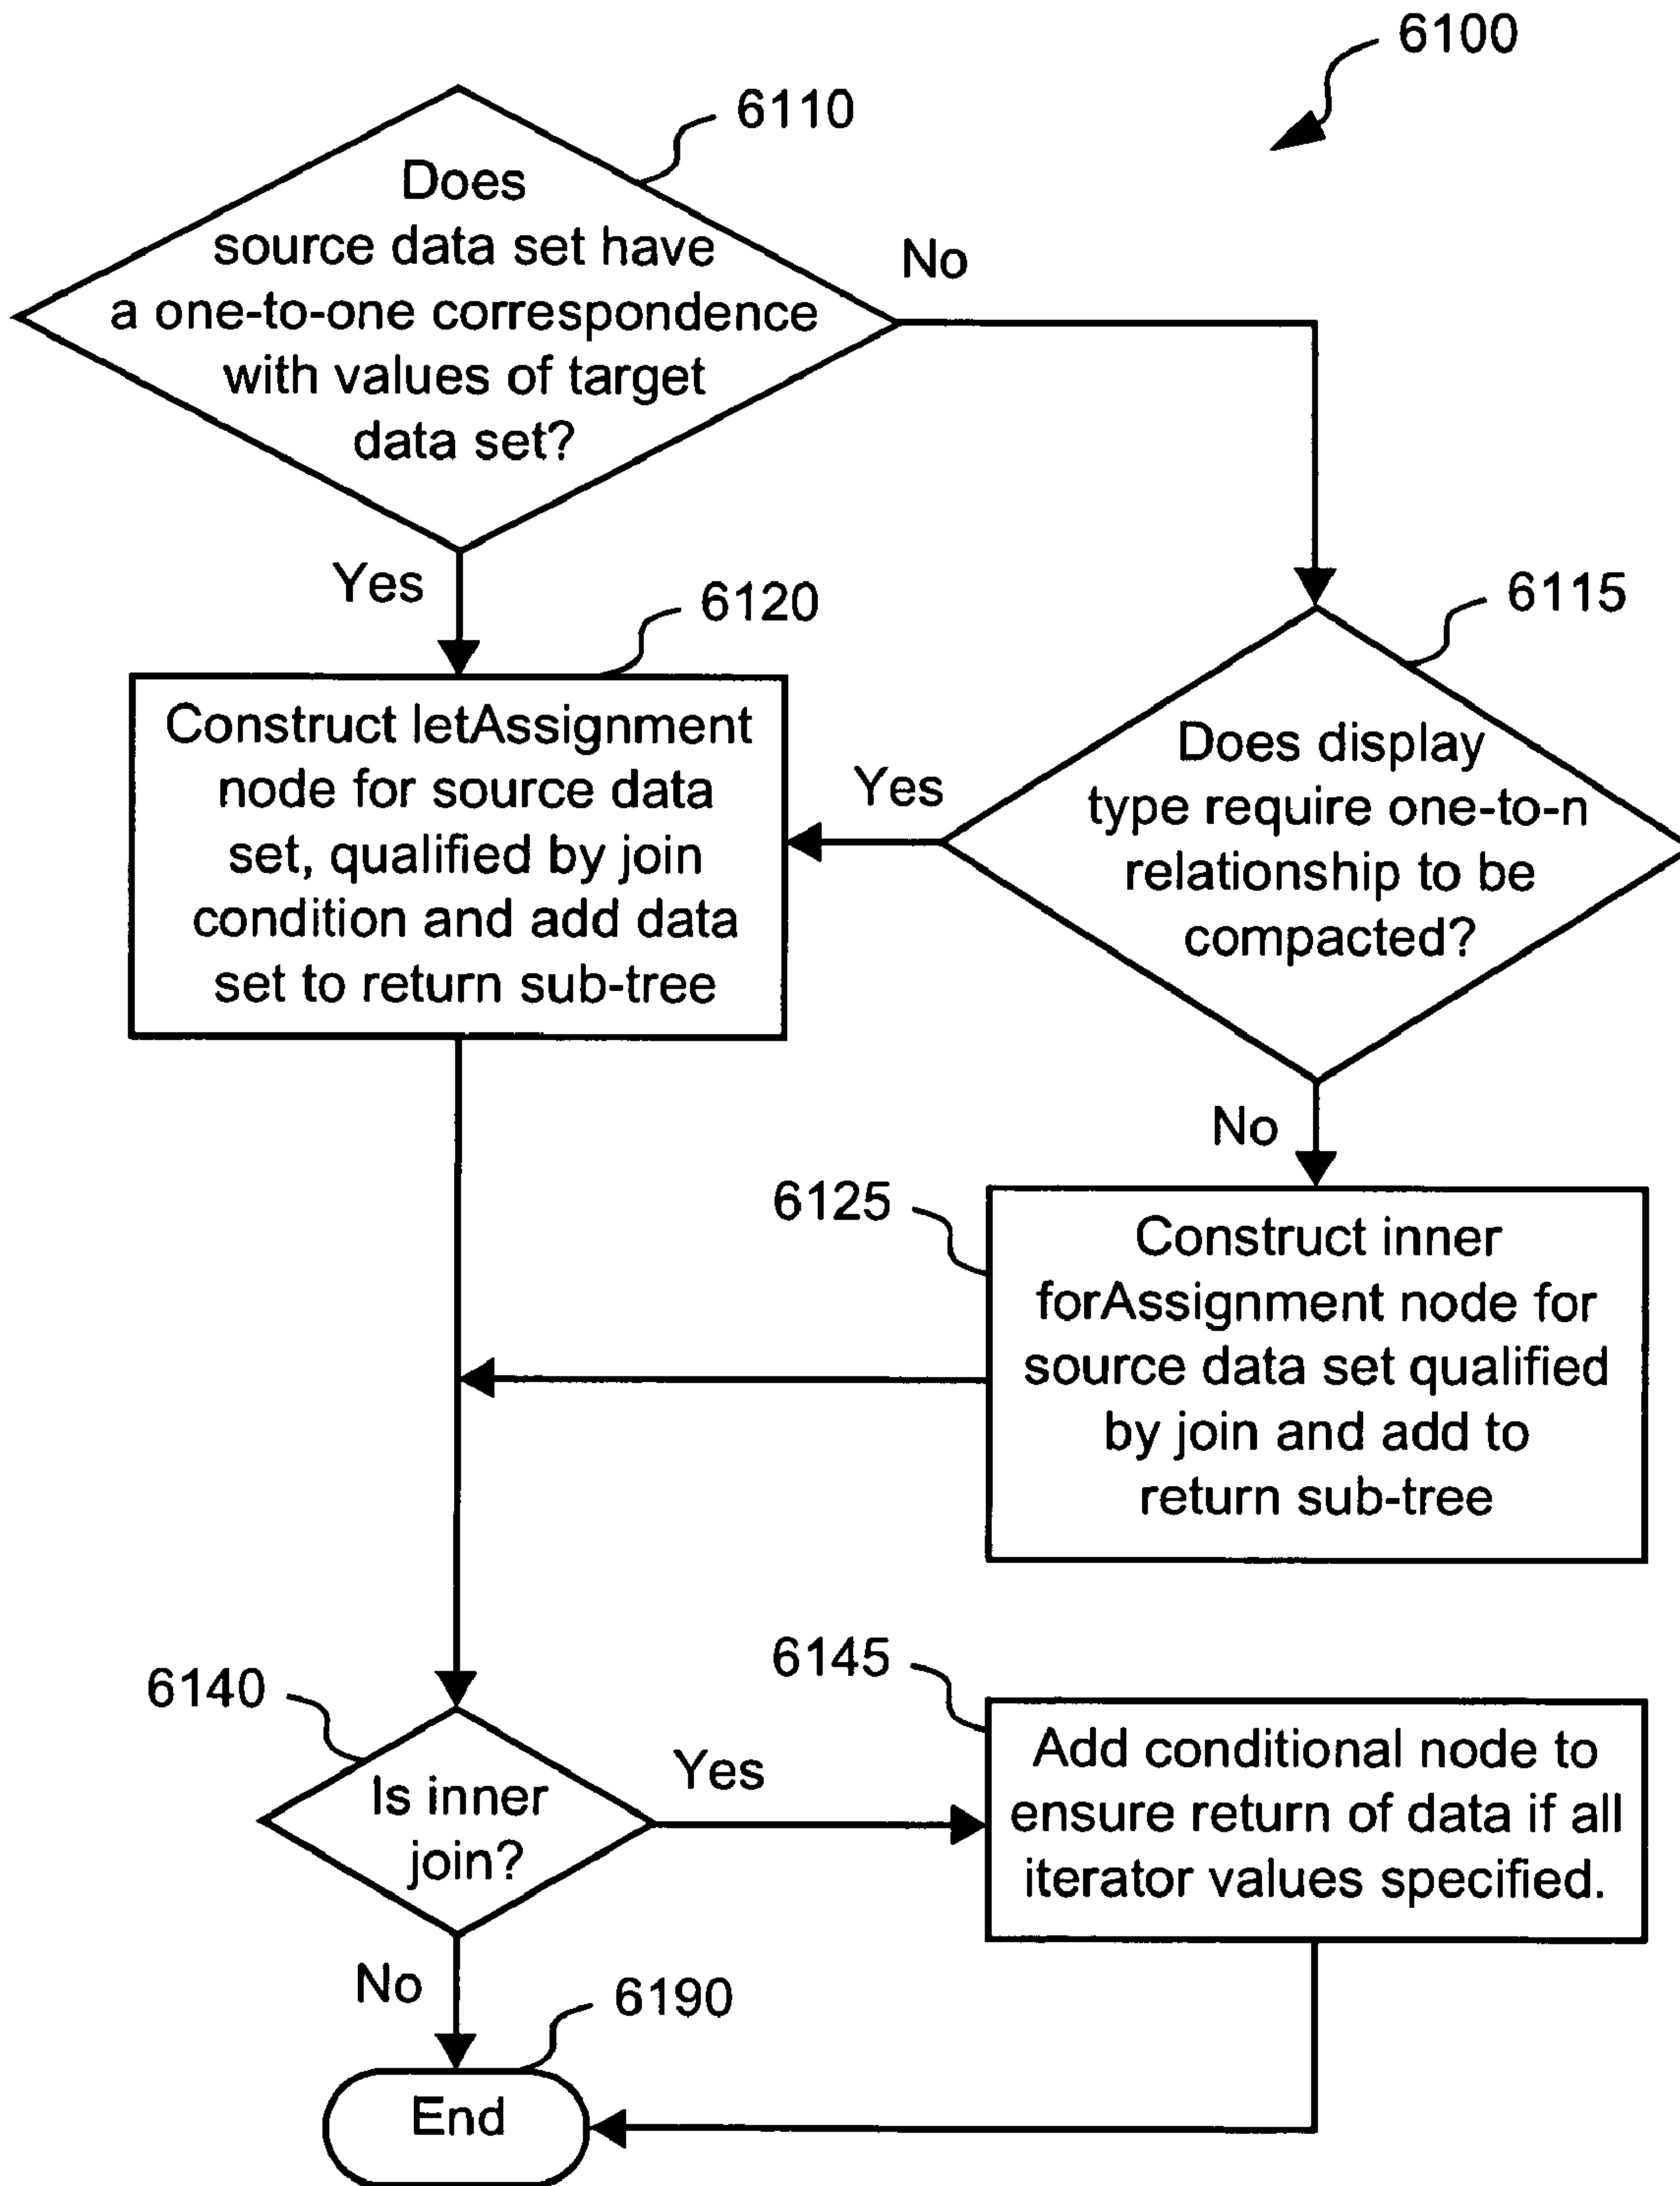 6100
6110
Does
source data set have
a one-to-one correspondence
with values of target
data set?
No
Yes
6120
Construct letAssignment
node for source data
set, qualified by join
condition and add data
set to return sub-tree
6115
Does display
type require one-to-n
relationship to be
compacted?
Yes
No
6125
Construct inner
forAssignment node for
source data set qualified
by join and add to
return sub-tree
6140
Is inner
join?
Yes
6145
Add conditional node to
ensure return of data if all
iterator values specified.
No
6190
End